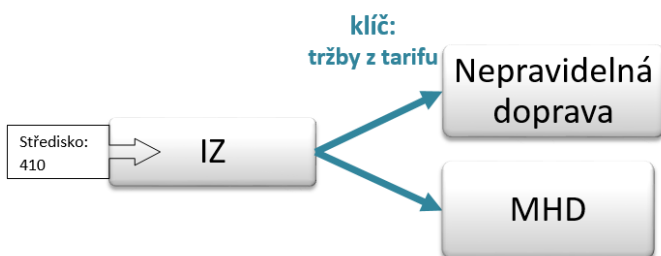 klíč:
tržby z tarifu
Nepravidelná
doprava
Středisko:
410
IZ
MHD